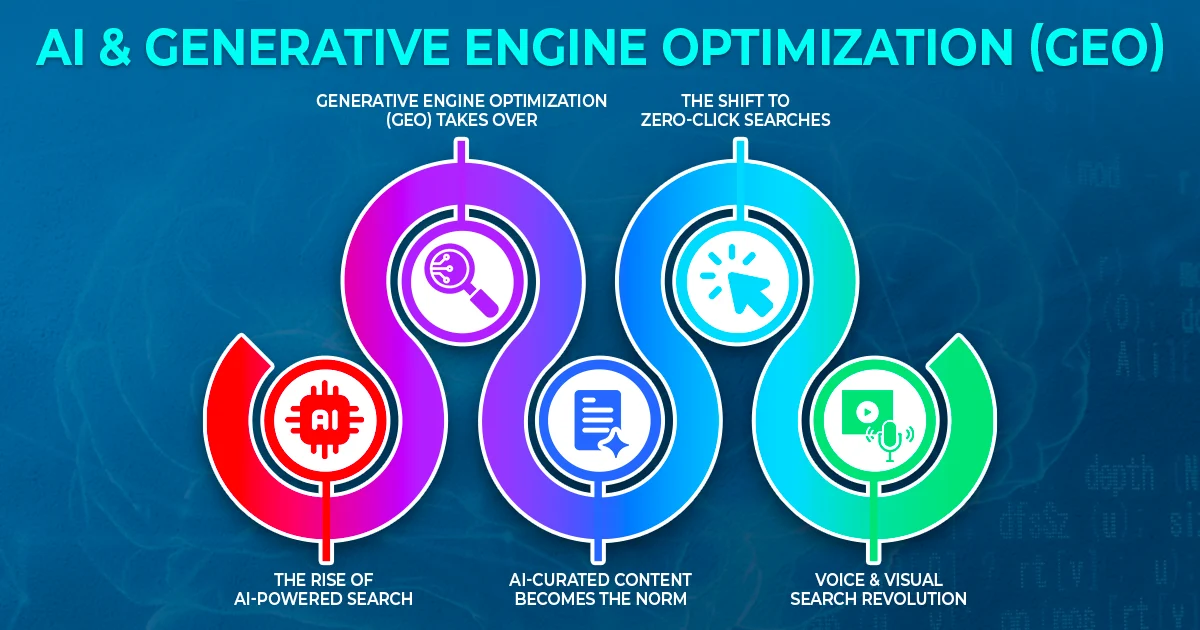 AI & GENERATIVE ENGINE OPTIMIZATION (GEO)
GENERATIVE ENGINE OPTIMIZATION
(GEO) TAKES OVER
THE SHIFT TO
ZERO-CLICK SEARCHES
AI
THE RISE OF
AI-POWERED SEARCH
AI-CURATED CONTENT
BECOMES THE NORM
VOICE & VISUAL
SEARCH REVOLUTION